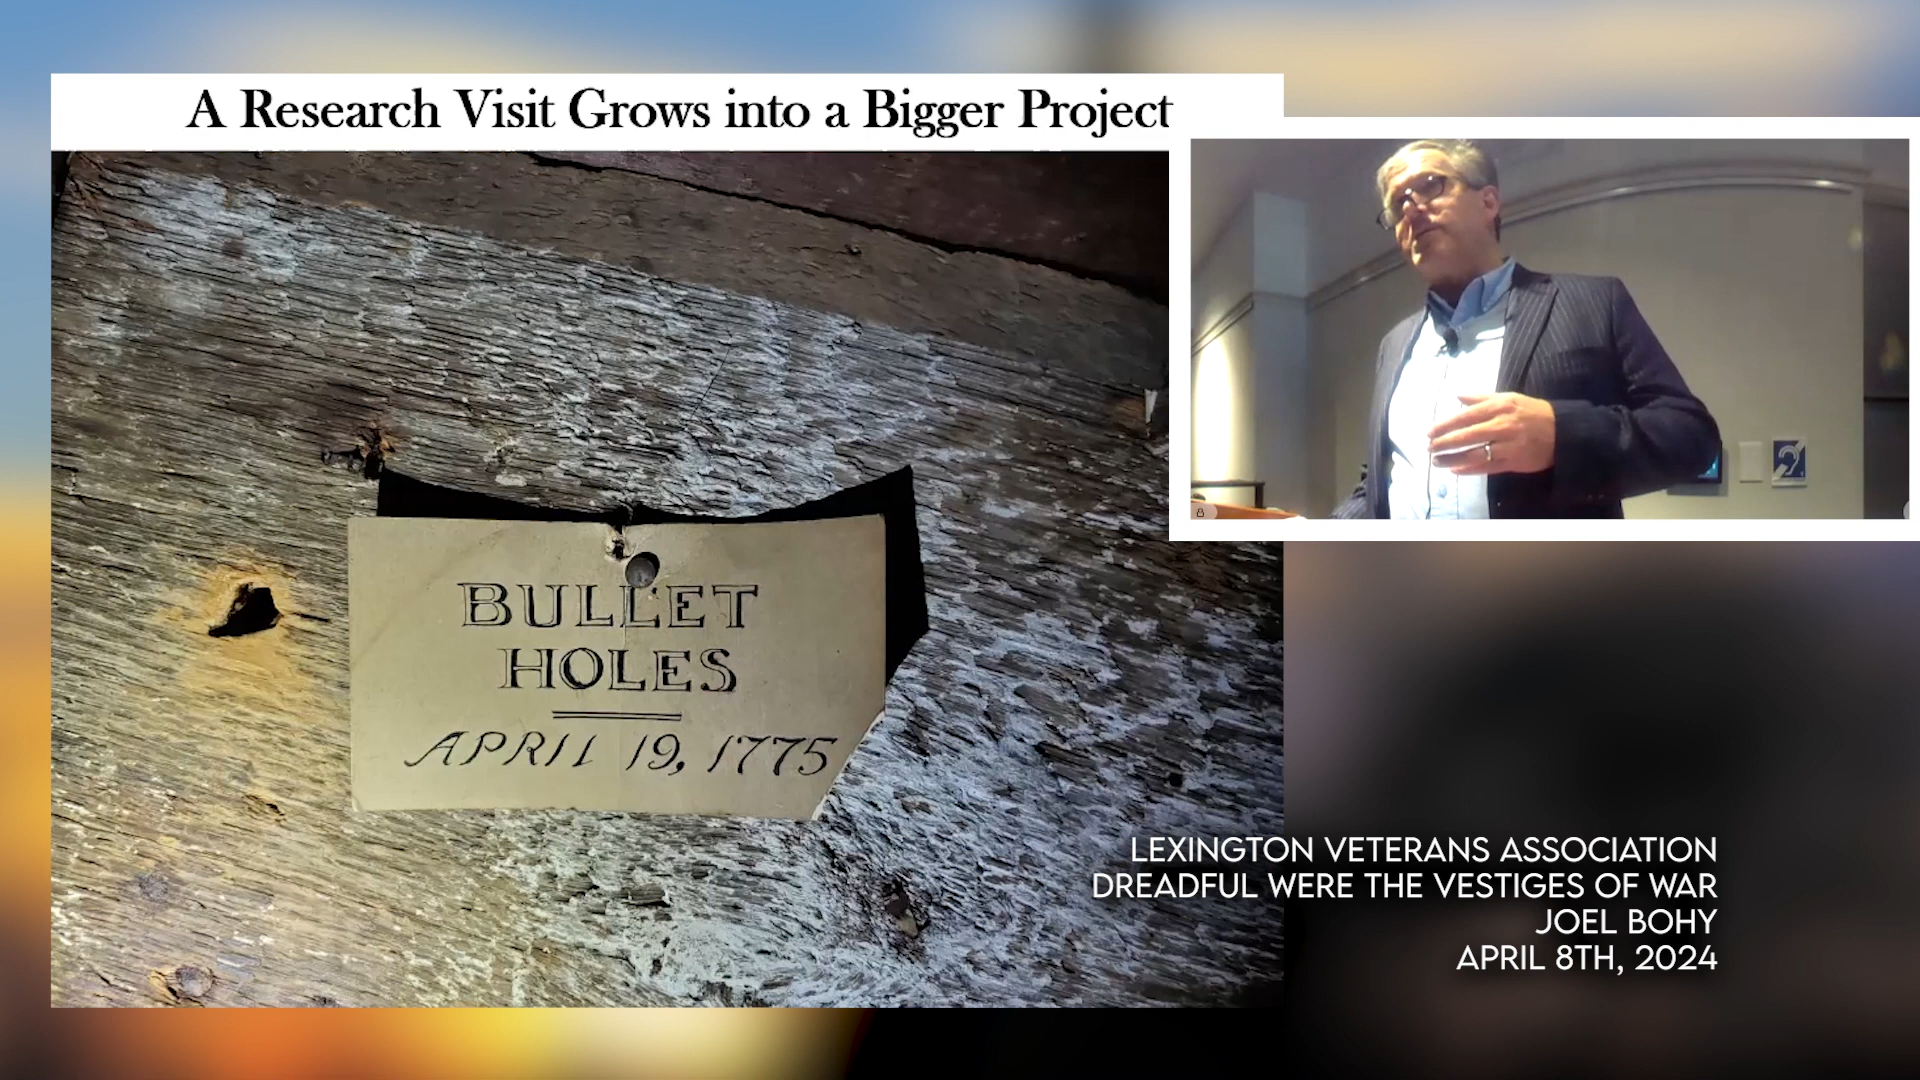 A Research Visit Grows into a Bigger Project
BULLET
HOLES
APRIL 19, 1775
LEXINGTON VETERANS ASSOCIATION
DREADFUL WERE THE VESTIGES OF WAR
JOEL BOHY
APRIL 8TH, 2024